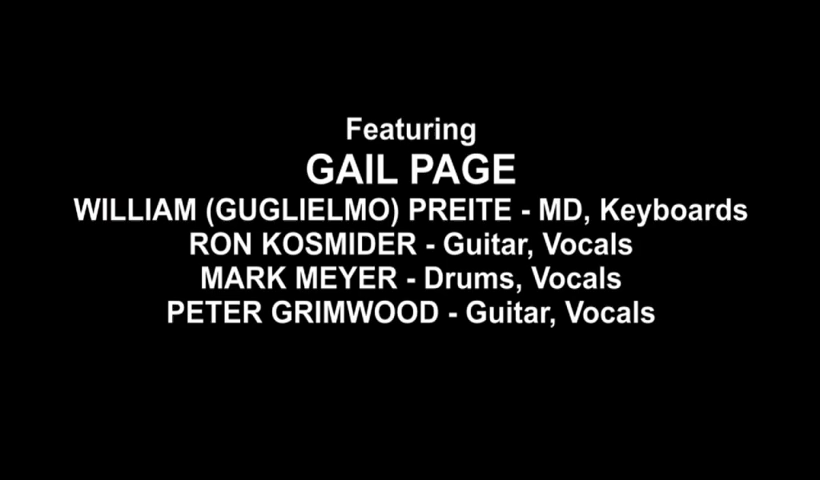 Featuring
GAIL PAGE
WILLIAM (GUGLIELMO) PREITE - MD, Keyboards
RON KOSMIDER - Guitar, Vocals
MARK MEYER - Drums, Vocals
PETER GRIMWOOD - Guitar, Vocals